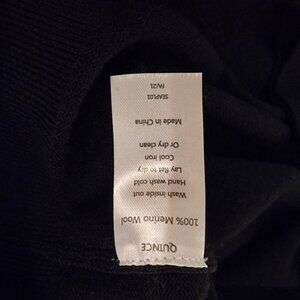 QUINCE
100% Merino Wool
Wash inside out
Hand wash cold
Lay flat to dry
Cool iron
Or dry clean
Made in China
SEAPL01
FA/21